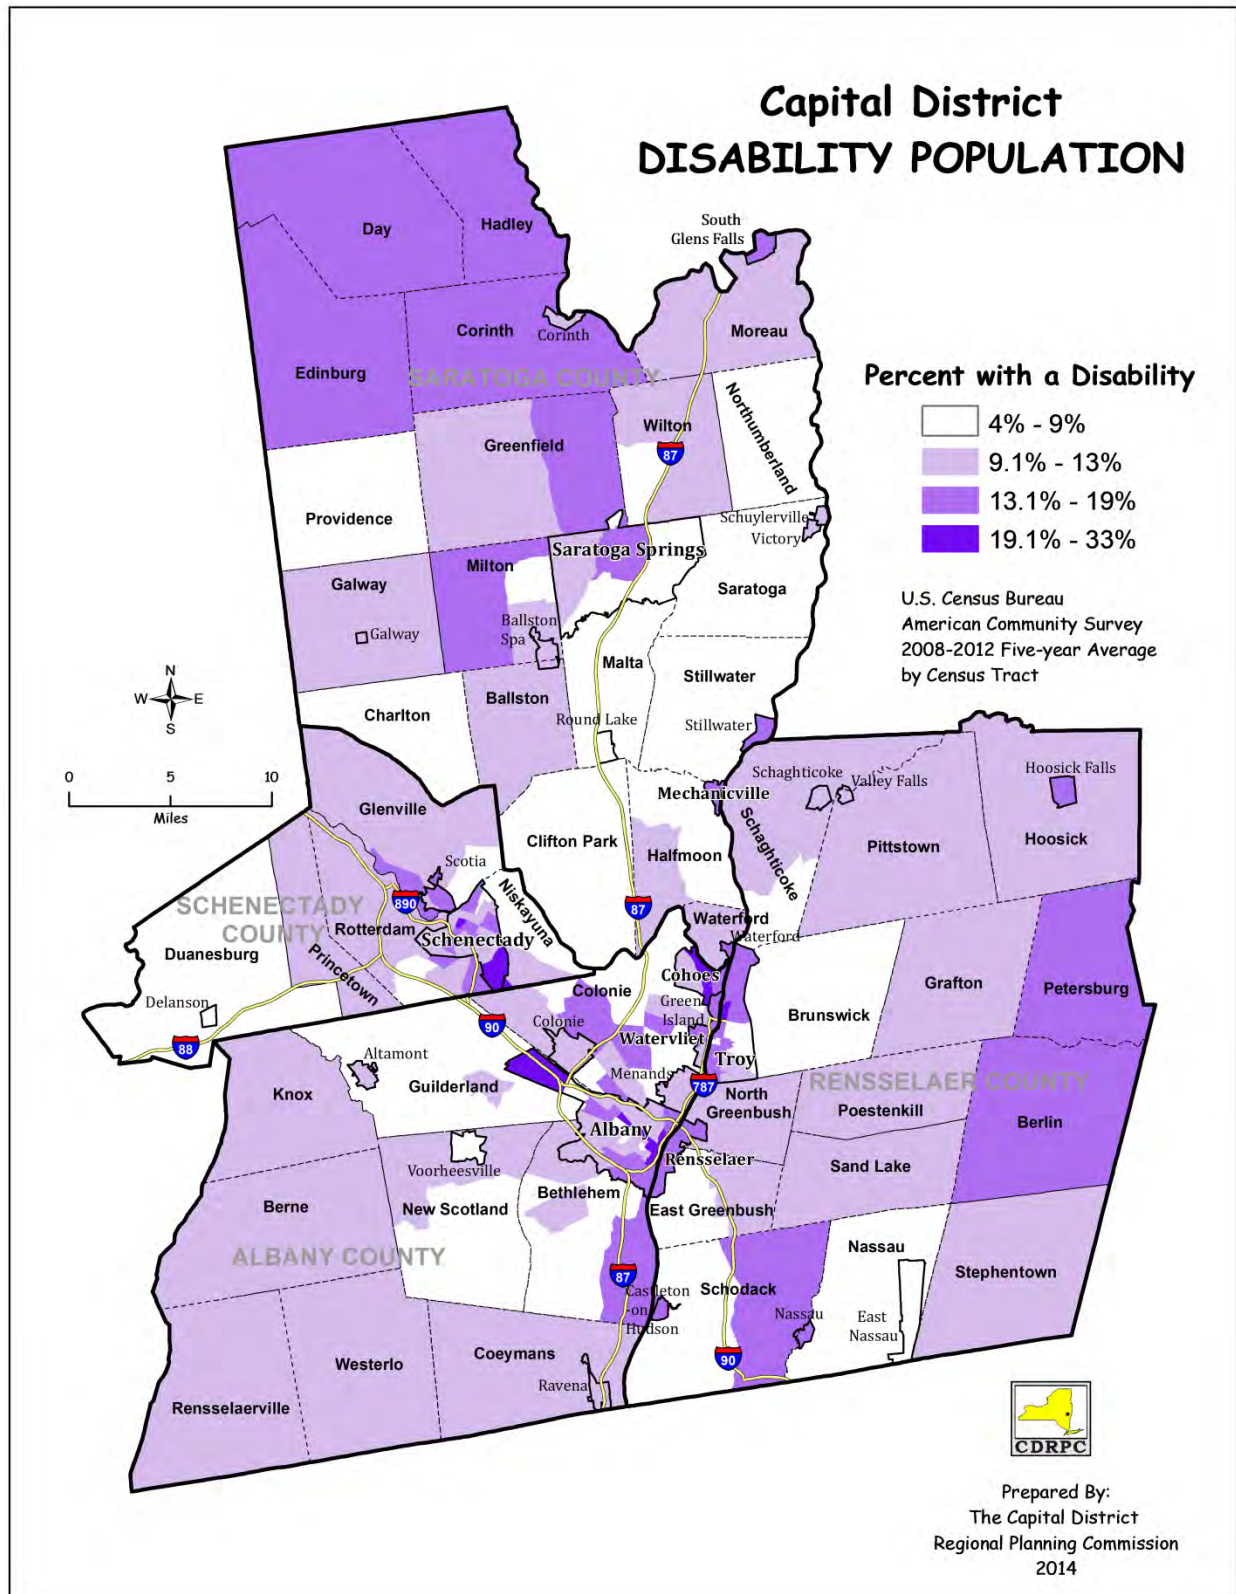 Capital District
DISABILITY POPULATION
South
Glens Falls
Day
Hadley
Moreau
Corinth
Corinth
Edinburg
SARATOGA COUNTY
Percent with a Disability
4% - 9%
9.1% - 13%
13.1% - 19%
19.1% - 33%
Northumberland
Wilton
87
Greenfield
Providence
Schuylerville
Victory
Saratoga Springs
Milton
Galway
Galway
Saratoga
U.S. Census Bureau
American Community Survey
2008-2012 Five-year Average
by Census Tract
Ballston
Spa
Malta
Stillwater
N
W
E
S
Ballston
Charlton
Round Lake
Stillwater
0
5
10
Miles
Schaghticoke
Valley Falls
Hoosick Falls
Mechanicville
Glenville
Schaghticoke
Clifton Park
Halfmoon
Pittstown
Hoosick
Scotia
890
Niskayuna
87
SCHENECTADY
COUNTY
Rotterdam
Schenectady
Waterford
Waterford
Duanesburg
Princetown
Cohoes
Grafton
Petersburg
Delanson
Colonie
Green
Island
Brunswick
90
Colonie
Watervliet
88
Altamont
Troy
Menands
787
RENSSELAER COUNTY
Guilderland
Knox
North
Greenbush
Poestenkill
Berlin
Albany
Rensselaer
Voorheesville
Sand Lake
Bethlehem
Berne
New Scotland
East Greenbush
ALBANY COUNTY
Nassau
Stephentown
87
Schodack
Castleton
-on
Hudson
Nassau
East
Nassau
Coeymans
Westerlo
90
Ravena
Rensselaerville
CDRPC
Prepared By:
The Capital District
Regional Planning Commission
2014